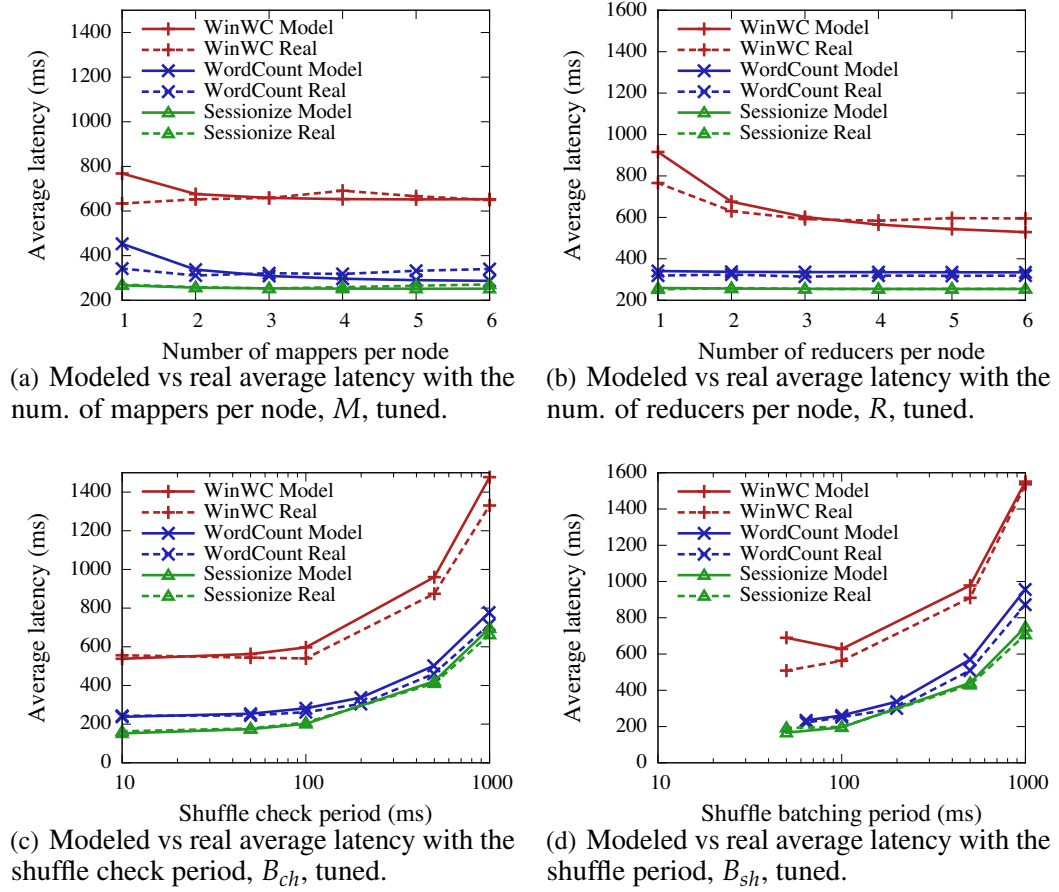 WinWC Model
WinWC Real
WordCount Model
WordCount Real
Sessionize Model
Sessionize Real
Average latency (ms)
1400
1200
1000
800
600
400
200
1 2 3 4 5 6
Number of mappers per node
(a) Modeled vs real average latency with the
num. of mappers per node, M, tuned.
WinWC Model
WinWC Real
WordCount Model
WordCount Real
Sessionize Model
Sessionize Real
Average latency (ms)
1600
1400
1200
1000
800
600
400
200
1 2 3 4 5 6
Number of reducers per node
(b) Modeled vs real average latency with the
num. of reducers per node, R, tuned.
WinWC Model
WinWC Real
WordCount Model
WordCount Real
Sessionize Model
Sessionize Real
Average latency (ms)
1400
1200
1000
800
600
400
200
0
10 100 1000
Shuffle check period (ms)
(c) Modeled vs real average latency with the
shuffle check period, B_ch, tuned.
WinWC Model
WinWC Real
WordCount Model
WordCount Real
Sessionize Model
Sessionize Real
Average latency (ms)
1600
1400
1200
1000
800
600
400
200
0
10 100 1000
Shuffle batching period (ms)
(d) Modeled vs real average latency with the
shuffle period, B_sh, tuned.